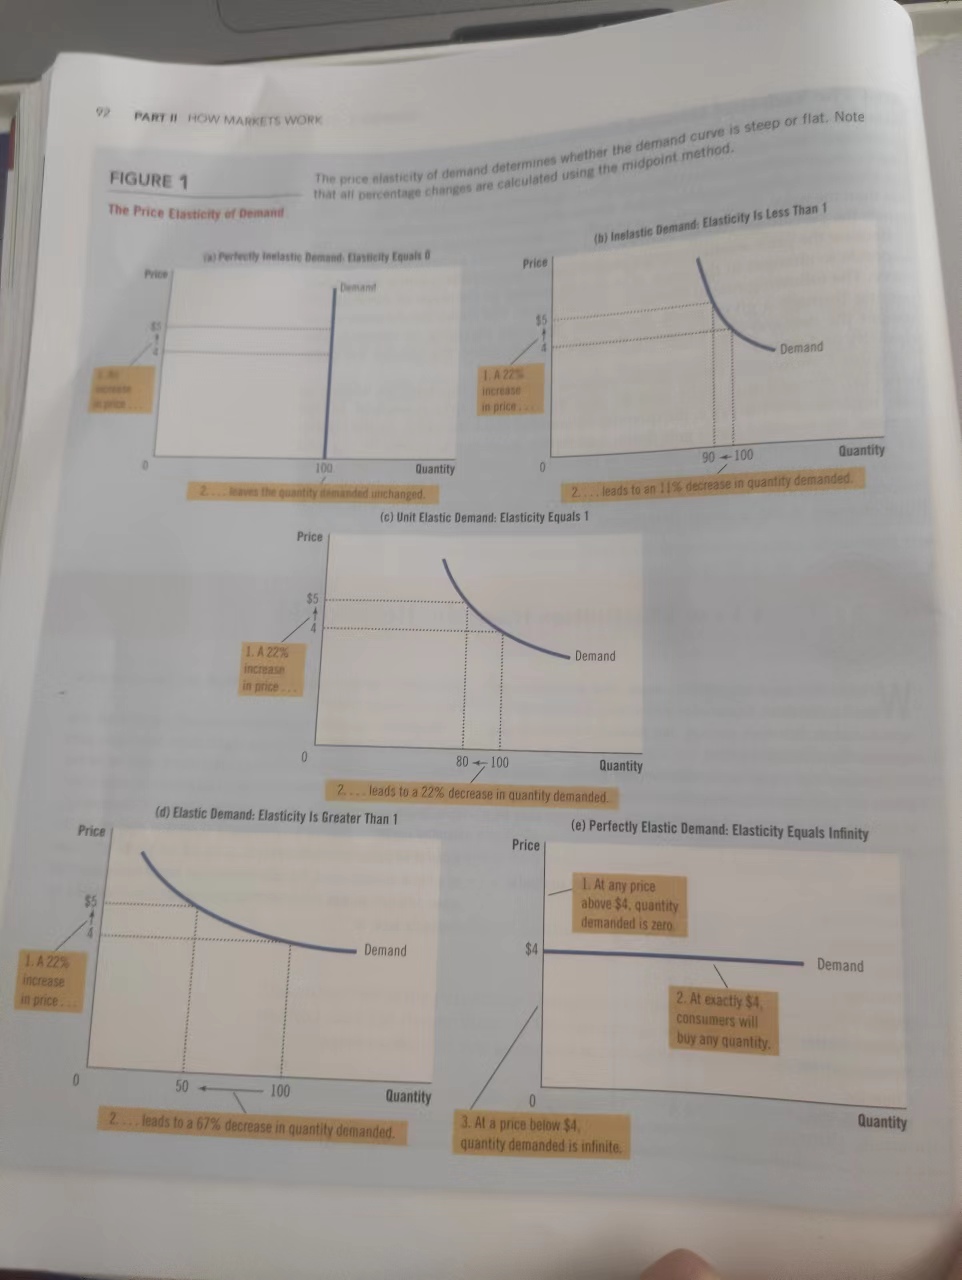 92 PART II HOW MARKETS WORK
FIGURE 1
The Price Elasticity of Demand
The price elasticity of demand determines whether the demand curve is steep or flat. Note
that all percentage changes are calculated using the midpoint method.
(a) Perfectly Inelastic Demand: Elasticity Equals 0
Price
Demand
$5
4
1. An
increase
in price . . .
0
100
Quantity
2. . . . leaves the quantity demanded unchanged.
(b) Inelastic Demand: Elasticity Is Less Than 1
Price
$5
4
Demand
1. A 22%
increase
in price . . .
0
90
100
Quantity
2. . . . leads to an 11% decrease in quantity demanded.
(c) Unit Elastic Demand: Elasticity Equals 1
Price
$5
4
1. A 22%
increase
in price . . .
Demand
0
80
100
Quantity
2. . . . leads to a 22% decrease in quantity demanded.
(d) Elastic Demand: Elasticity Is Greater Than 1
Price
$5
4
Demand
1. A 22%
increase
in price . . .
0
50
100
Quantity
2. . . . leads to a 67% decrease in quantity demanded.
(e) Perfectly Elastic Demand: Elasticity Equals Infinity
Price
1. At any price
above $4, quantity
demanded is zero.
$4
Demand
2. At exactly $4,
consumers will
buy any quantity.
0
Quantity
3. At a price below $4,
quantity demanded is infinite.